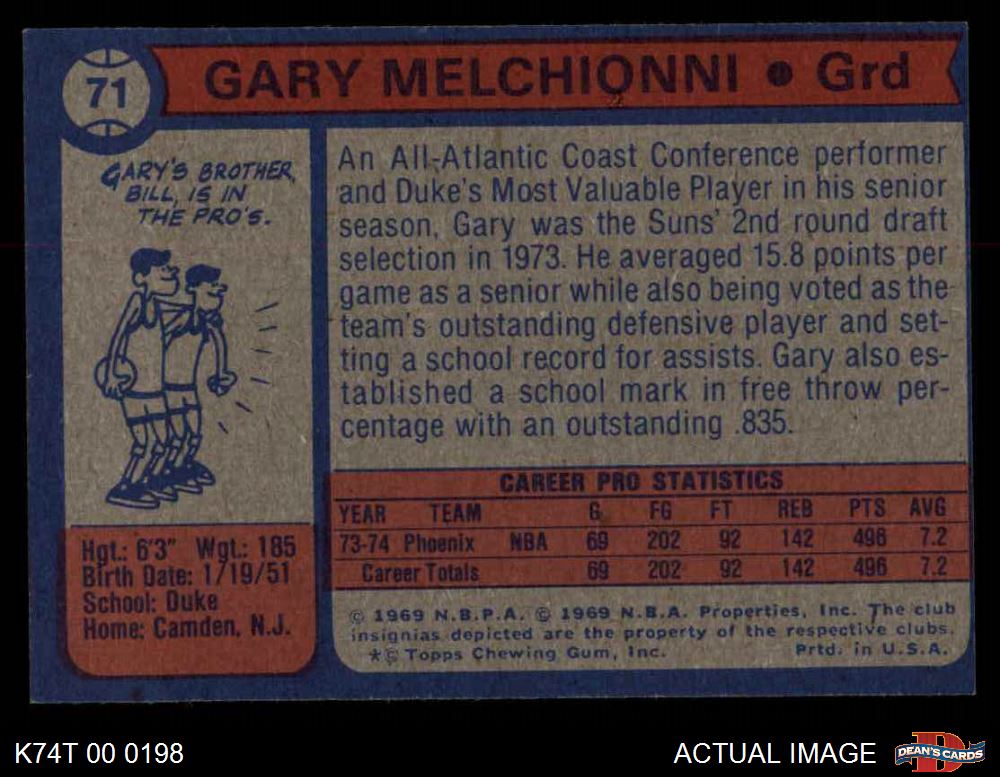 71
GARY MELCHIONNI • Grd
GARY'S BROTHER,
BILL, IS IN
THE PRO'S.
An All-Atlantic Coast Conference performer
and Duke's Most Valuable Player in his senior
season, Gary was the Suns' 2nd round draft
selection in 1973. He averaged 15.8 points per
game as a senior while also being voted as the
team's outstanding defensive player and set-
ting a school record for assists. Gary also es-
tablished a school mark in free throw per-
centage with an outstanding .835.
Hgt.: 6'3" Wgt.: 185
Birth Date: 1/19/51
School: Duke
Home: Camden, N.J.
CAREER PRO STATISTICS
YEAR TEAM G FG FT REB PTS AVG
73-74 Phoenix NBA 69 202 92 142 496 7.2
Career Totals 69 202 92 142 496 7.2
© 1969 N.B.P.A. © 1969 N.B.A. Properties, Inc. The club
insignias depicted are the property of the respective clubs.
*© Topps Chewing Gum, Inc. Prtd. in U.S.A.
K74T 00 0198
ACTUAL IMAGE
D
DEAN'S CARDS